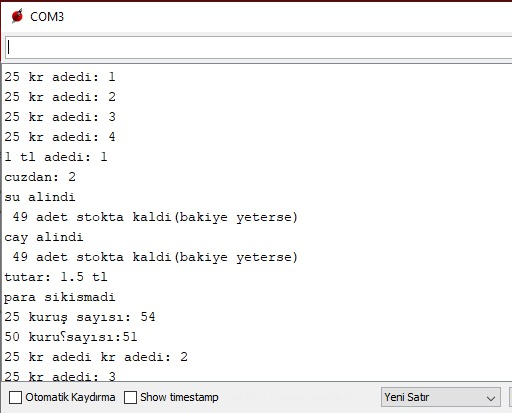 COM3
25 kr adedi: 1
25 kr adedi: 2
25 kr adedi: 3
25 kr adedi: 4
1 tl adedi: 1
cuzdan: 2
su alindi
49 adet stokta kaldi(bakiye yeterse)
cay alindi
49 adet stokta kaldi(bakiye yeterse)
tutar: 1.5 tl
para sikismadi
25 kuruş sayısı: 54
50 kuru⸮sayısı:51
25 kr adedi kr adedi: 2
25 kr adedi: 3
Otomatik Kaydırma Show timestamp Yeni Satır